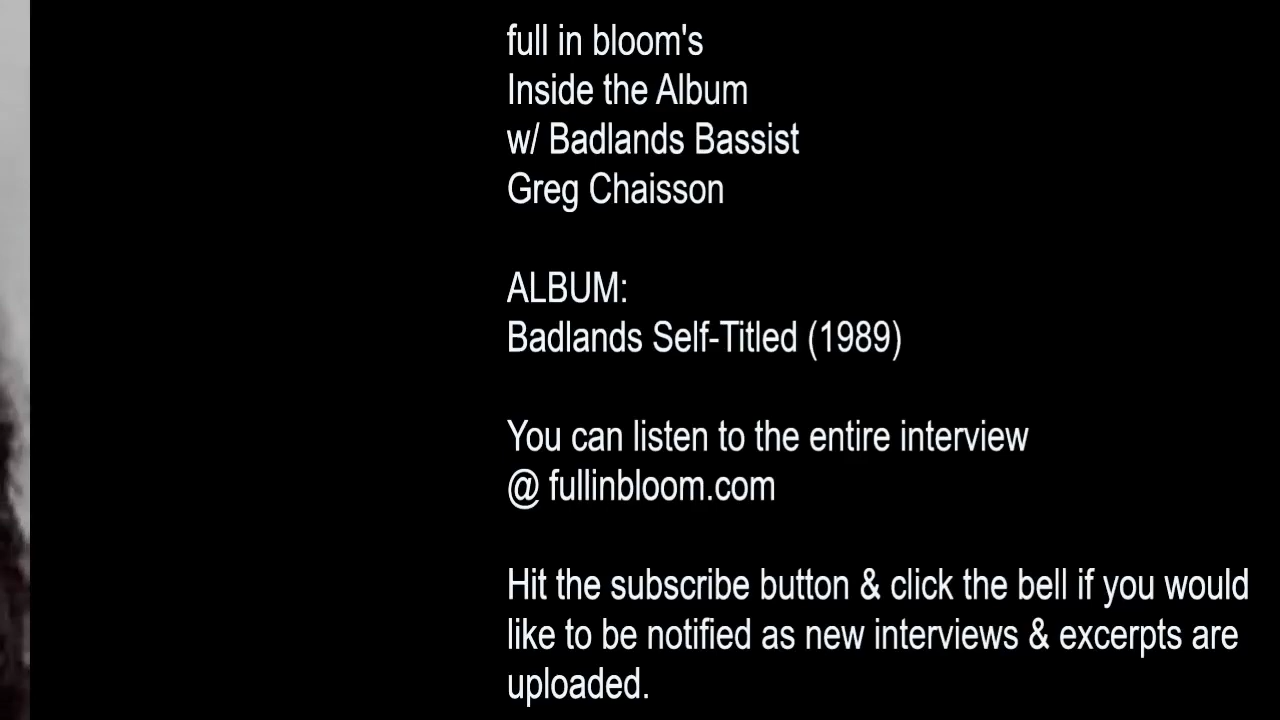 full in bloom's
Inside the Album
w/ Badlands Bassist
Greg Chaisson
ALBUM:
Badlands Self-Titled (1989)
You can listen to the entire interview
@ fullinbloom.com
Hit the subscribe button & click the bell if you would
like to be notified as new interviews & excerpts are
uploaded.